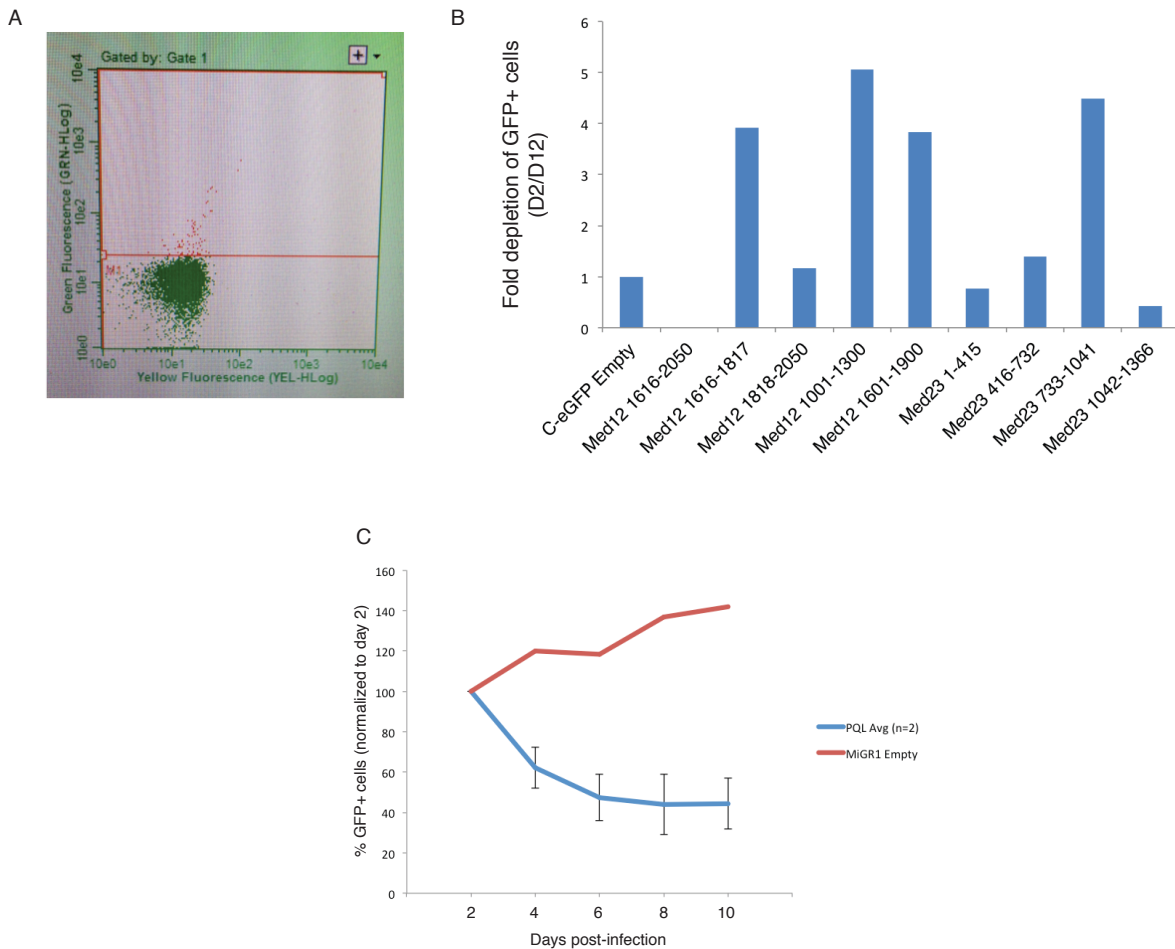 A
Gated by: Gate 1
+
10e4
10e3
10e2
10e1
10e0
Green Fluorescence (GRN-HLog)
10e0 10e1 10e2 10e3 10e4
Yellow Fluorescence (YEL-HLog)
B
Fold depletion of GFP+ cells
(D2/D12)
6
5
4
3
2
1
0
C-eGFP Empty
Med12 1616-2050
Med12 1616-1817
Med12 1818-2050
Med12 1001-1300
Med12 1601-1900
Med23 1-415
Med23 416-732
Med23 733-1041
Med23 1042-1366
C
% GFP+ cells (normalized to day 2)
160
140
120
100
80
60
40
20
0
2 4 6 8 10
Days post-infection
PQL Avg (n=2)
MiGR1 Empty